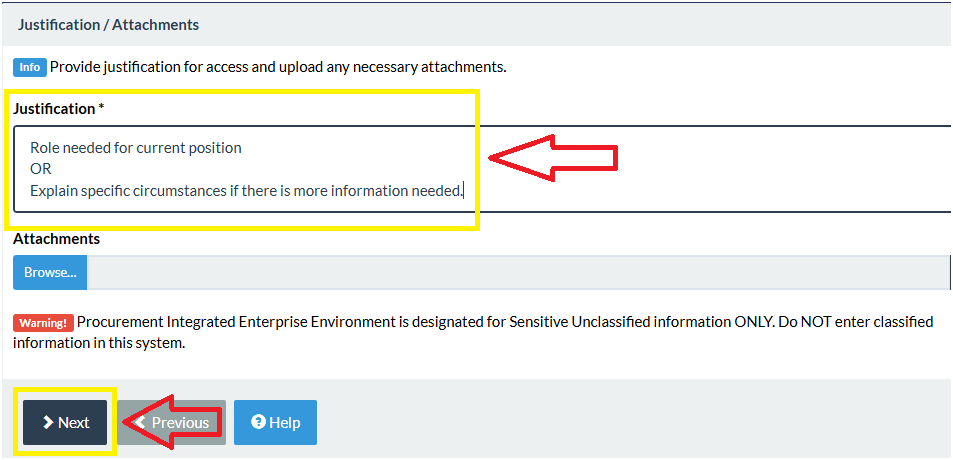 Justification / Attachments
Info Provide justification for access and upload any necessary attachments.
Justification *
Role needed for current position
OR
Explain specific circumstances if there is more information needed.
Attachments
Browse...
Warning! Procurement Integrated Enterprise Environment is designated for Sensitive Unclassified information ONLY. Do NOT enter classified
information in this system.
Next Previous Help